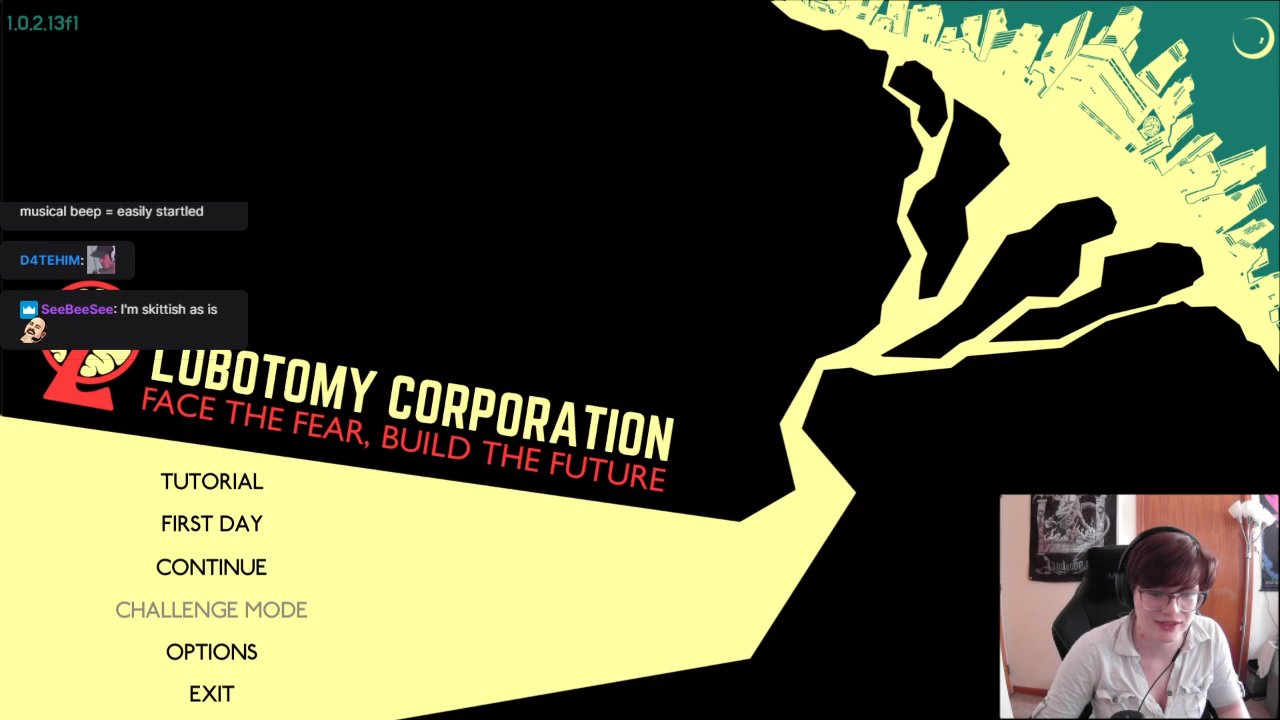 1.0.2.13f1
musical beep = easily startled
D4TEHIM:
SeeBeeSee: I'm skittish as is
LOBOTOMY CORPORATION
FACE THE FEAR, BUILD THE FUTURE
TUTORIAL
FIRST DAY
CONTINUE
CHALLENGE MODE
OPTIONS
EXIT